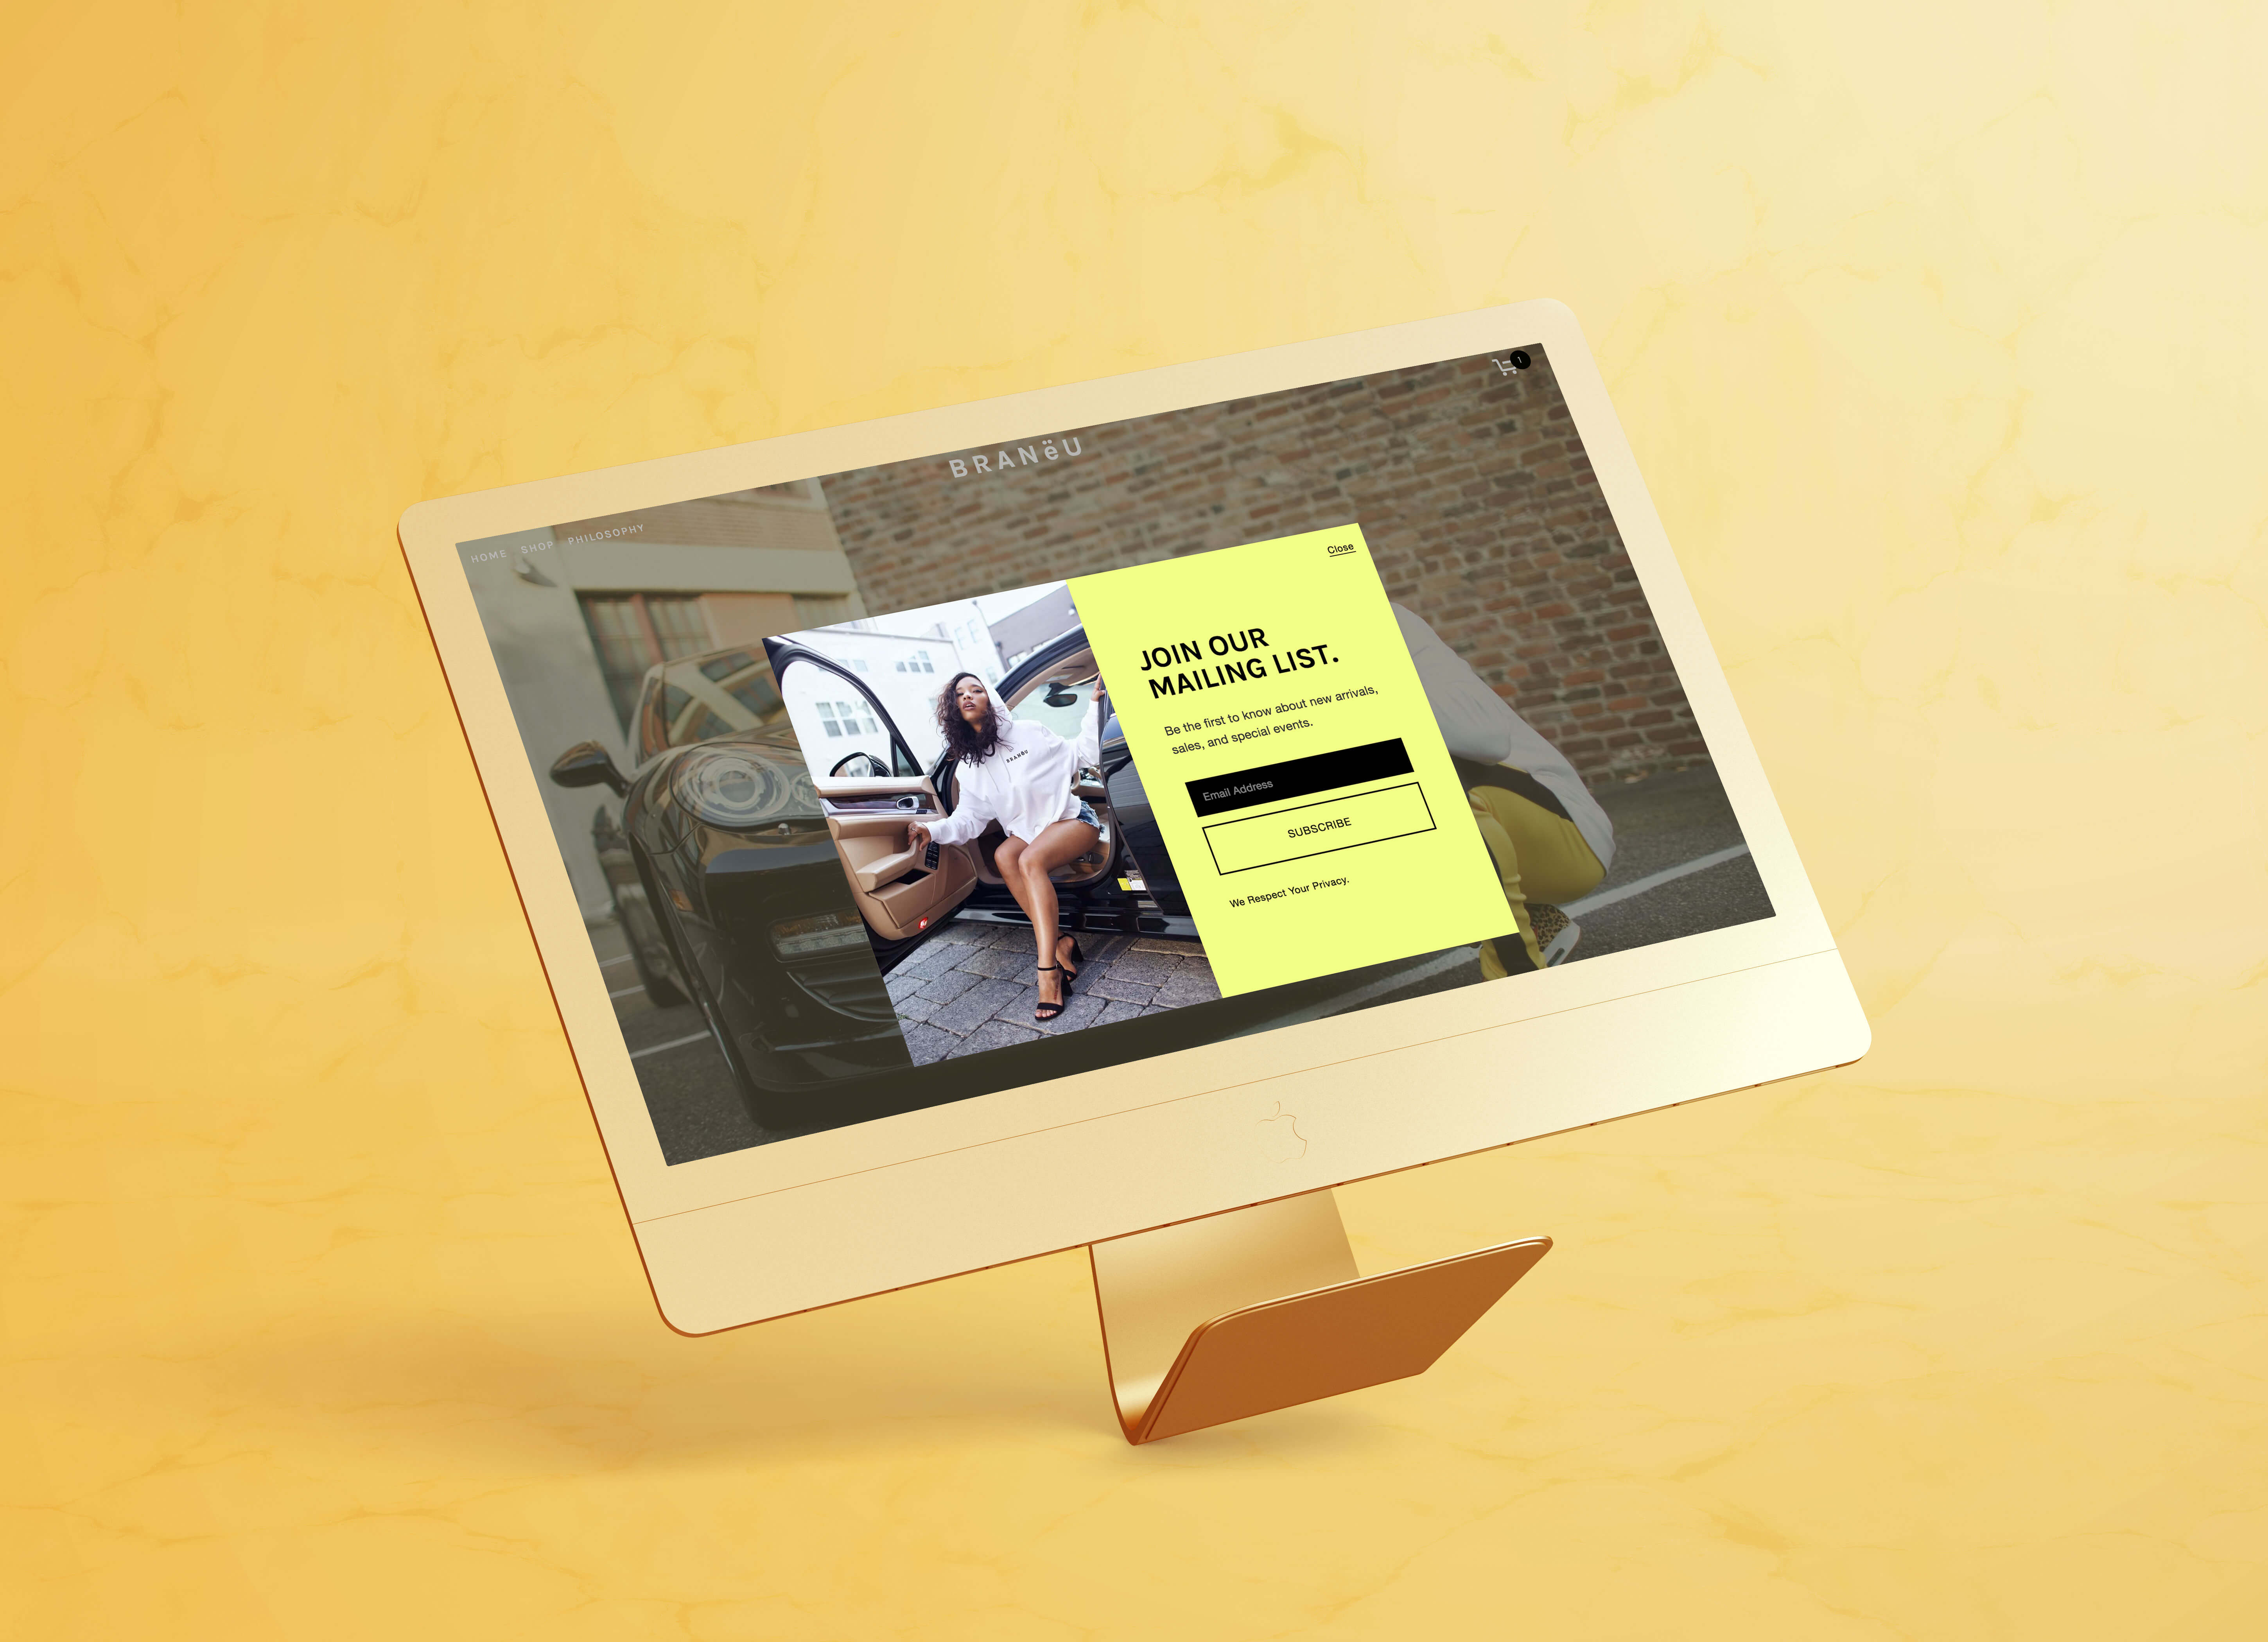 BRANëU
1
HOME SHOP PHILOSOPHY
Close
JOIN OUR
MAILING LIST.
Be the first to know about new arrivals,
sales, and special events.
Email Address
SUBSCRIBE
We Respect Your Privacy.
BRANëU